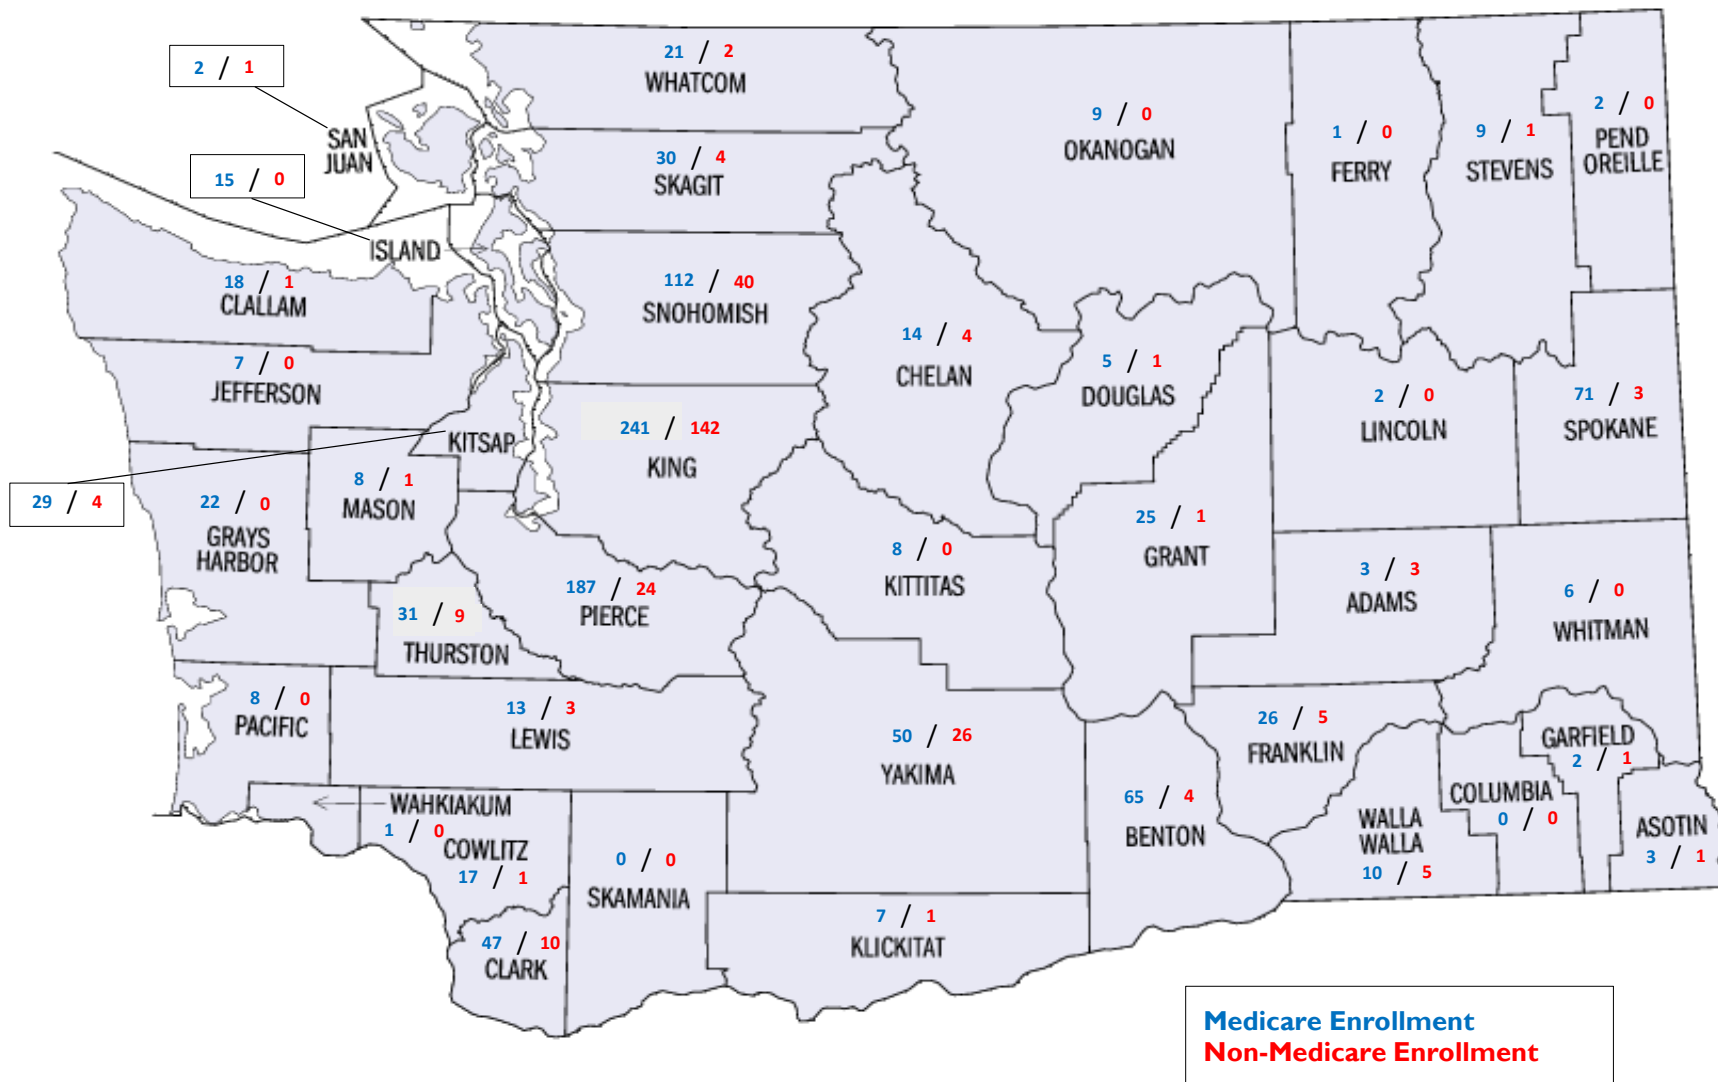 21 / 2
WHATCOM
2 / 1
SAN
JUAN
9 / 0
OKANOGAN
1 / 0
FERRY
9 / 1
STEVENS
2 / 0
PEND
OREILLE
30 / 4
SKAGIT
15 / 0
ISLAND
18 / 1
CLALLAM
112 / 40
SNOHOMISH
14 / 4
CHELAN
5 / 1
DOUGLAS
7 / 0
JEFFERSON
2 / 0
LINCOLN
71 / 3
SPOKANE
KITSAP
29 / 4
241 / 142
KING
8 / 1
MASON
22 / 0
GRAYS
HARBOR
25 / 1
GRANT
8 / 0
KITTITAS
187 / 24
PIERCE
31 / 9
THURSTON
3 / 3
ADAMS
6 / 0
WHITMAN
8 / 0
PACIFIC
13 / 3
LEWIS
50 / 26
YAKIMA
26 / 5
FRANKLIN
GARFIELD
2 / 1
65 / 4
BENTON
COLUMBIA
0 / 0
WALLA
WALLA
10 / 5
ASOTIN
3 / 1
WAHKIAKUM
1 / 0
COWLITZ
17 / 1
0 / 0
SKAMANIA
47 / 10
CLARK
7 / 1
KLICKITAT
Medicare Enrollment
Non-Medicare Enrollment